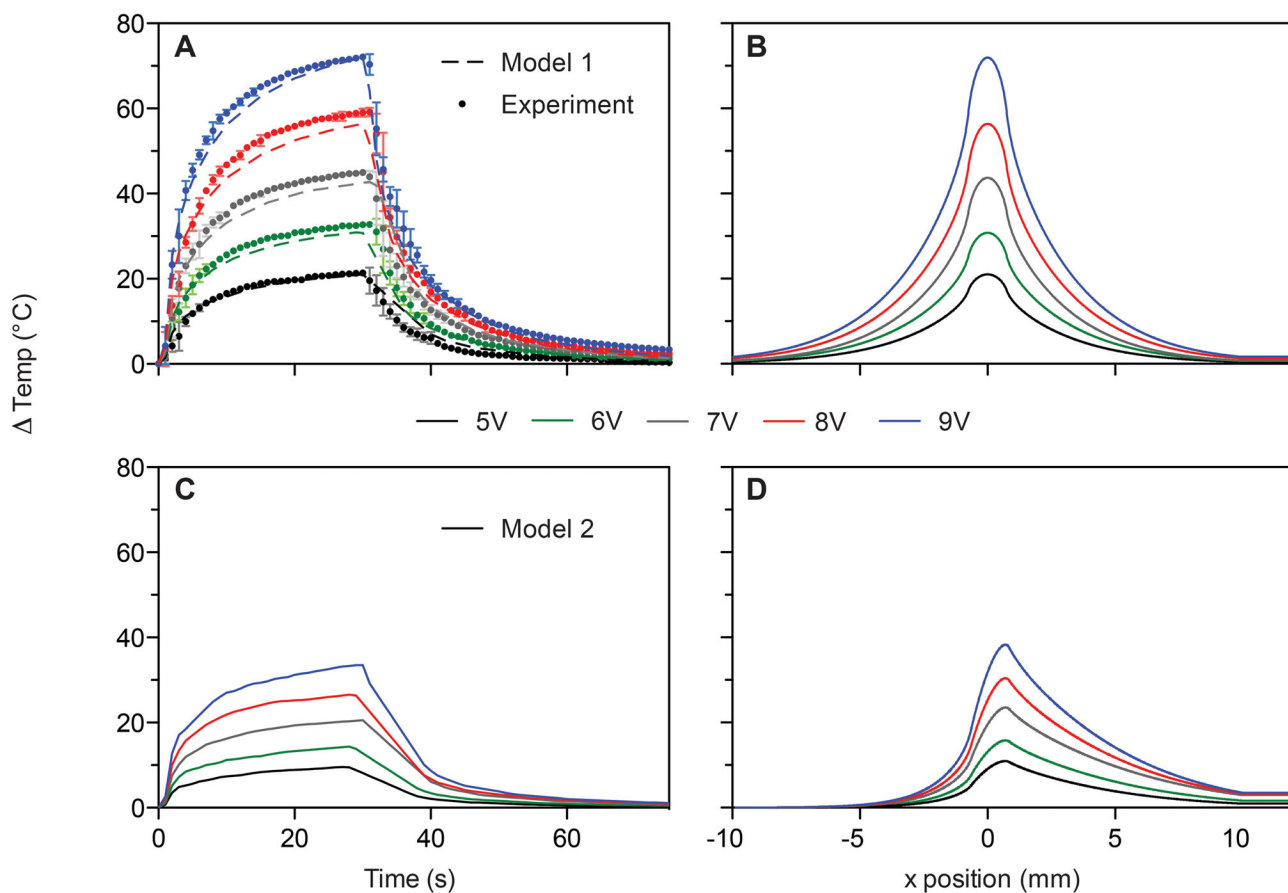 80
60
40
20
0
A
Model 1
Experiment
B
Δ Temp (°C)
5V 6V 7V 8V 9V
80
60
40
20
0
C
Model 2
D
0 20 40 60
-10 -5 0 5 10
Time (s)
x position (mm)